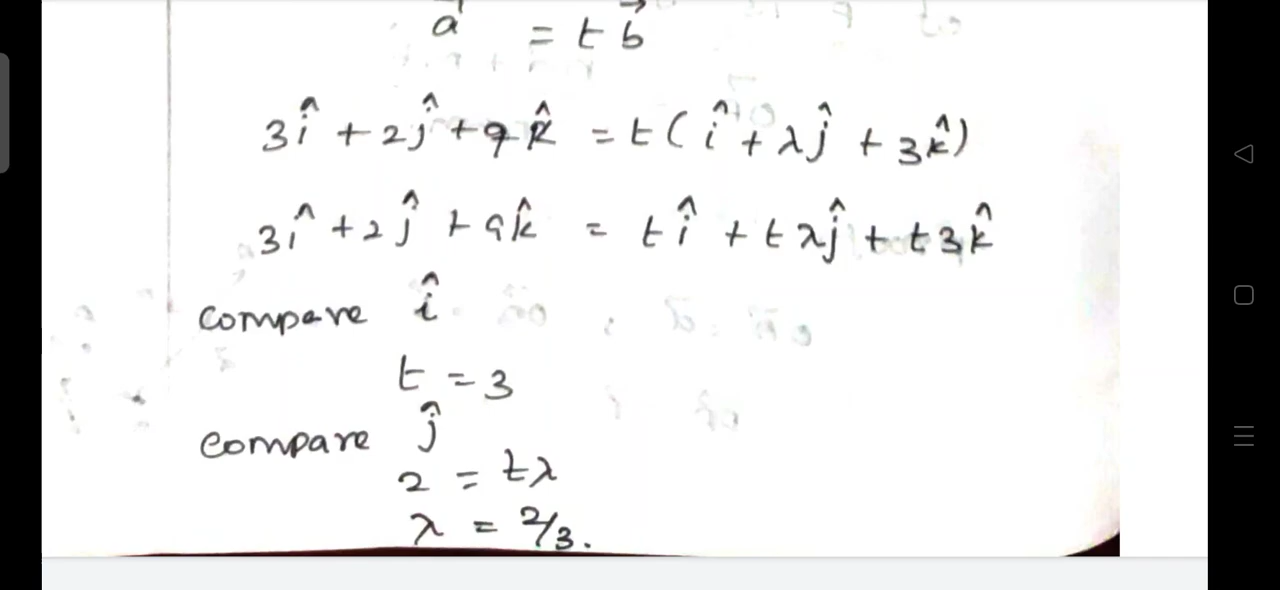 a⃗ = t b⃗
3î + 2ĵ + 9k̂ = t(î + λĵ + 3k̂)
3î + 2ĵ + 9k̂ = tî + tλĵ + t3k̂
compare î
t = 3
compare ĵ
2 = tλ
λ = 2/3.